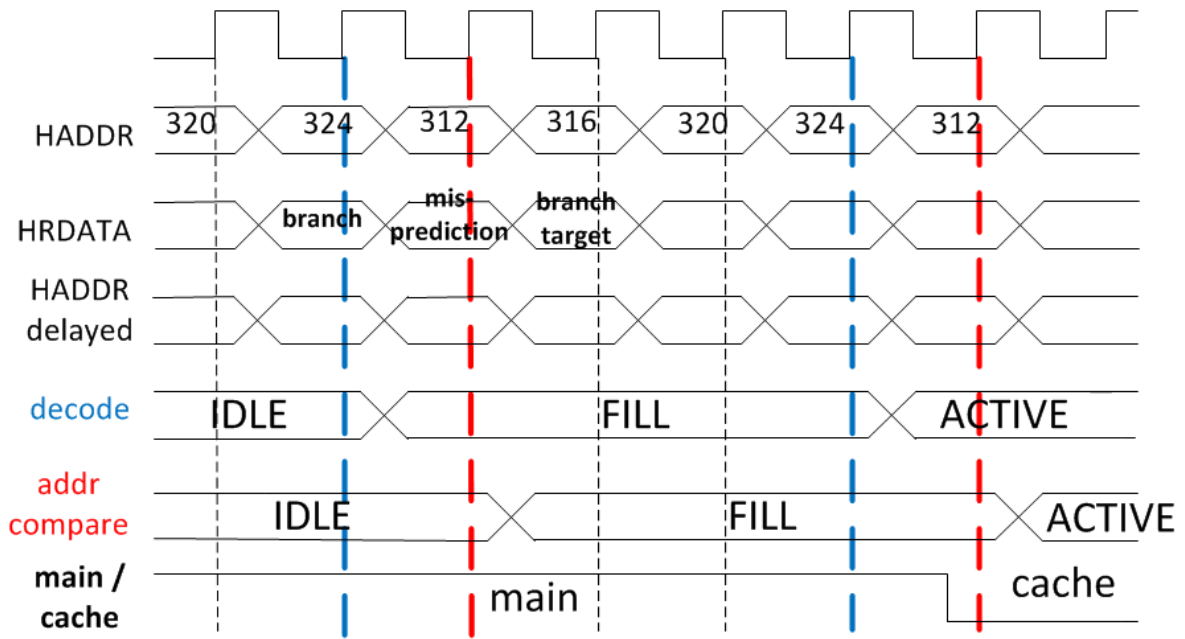 HADDR 320 324 312 316 320 324 312
HRDATA branch mis-
prediction branch
target
HADDR
delayed
decode IDLE FILL ACTIVE
addr
compare IDLE FILL ACTIVE
main /
cache main cache